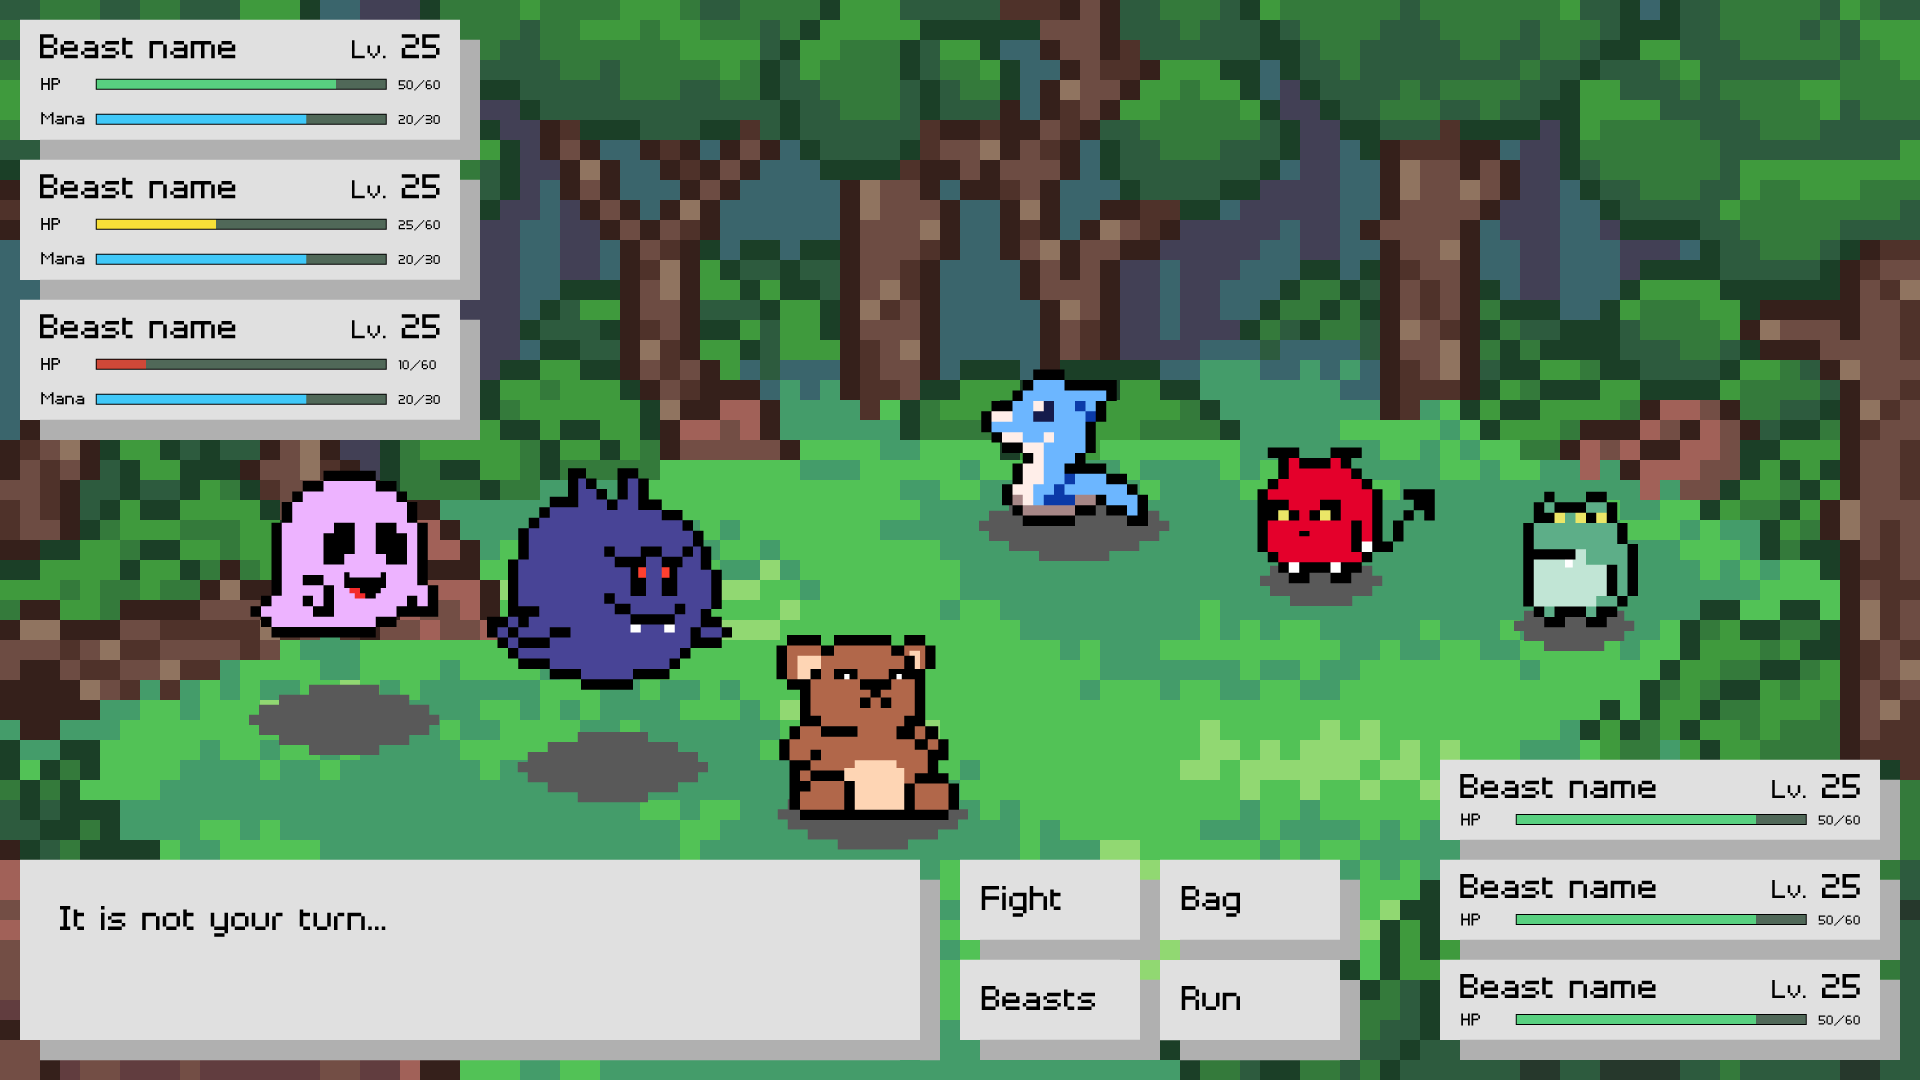 Beast name Lv. 25
HP 50/60
Mana 20/30
Beast name Lv. 25
HP 25/60
Mana 20/30
Beast name Lv. 25
HP 10/60
Mana 20/30
Beast name Lv. 25
HP 50/60
Beast name Lv. 25
HP 50/60
Beast name Lv. 25
HP 50/60
It is not your turn...
Fight
Bag
Beasts
Run